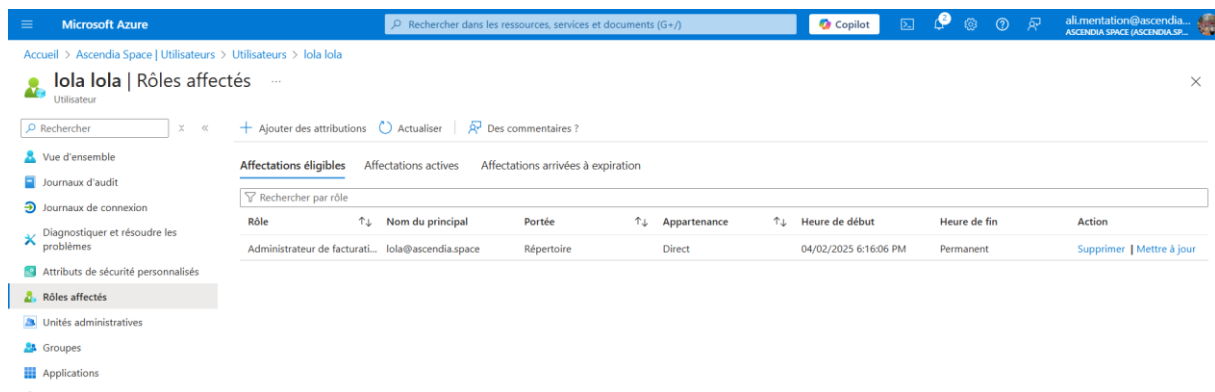 Microsoft Azure
Rechercher dans les ressources, services et documents (G+/)
Copilot
2
ali.mentation@ascendia...
ASCENDIA SPACE (ASCENDIA.SP...
Accueil > Ascendia Space | Utilisateurs > Utilisateurs > lola lola
lola lola | Rôles affectés ...
Utilisateur
Rechercher
Ajouter des attributions Actualiser Des commentaires ?
Vue d'ensemble
Journaux d'audit
Journaux de connexion
Diagnostiquer et résoudre les
problèmes
Attributs de sécurité personnalisés
Rôles affectés
Unités administratives
Groupes
Applications
Affectations éligibles Affectations actives Affectations arrivées à expiration
Rechercher par rôle
Rôle Nom du principal Portée Appartenance Heure de début Heure de fin Action
Administrateur de facturati... lola@ascendia.space Répertoire Direct 04/02/2025 6:16:06 PM Permanent Supprimer | Mettre à jour